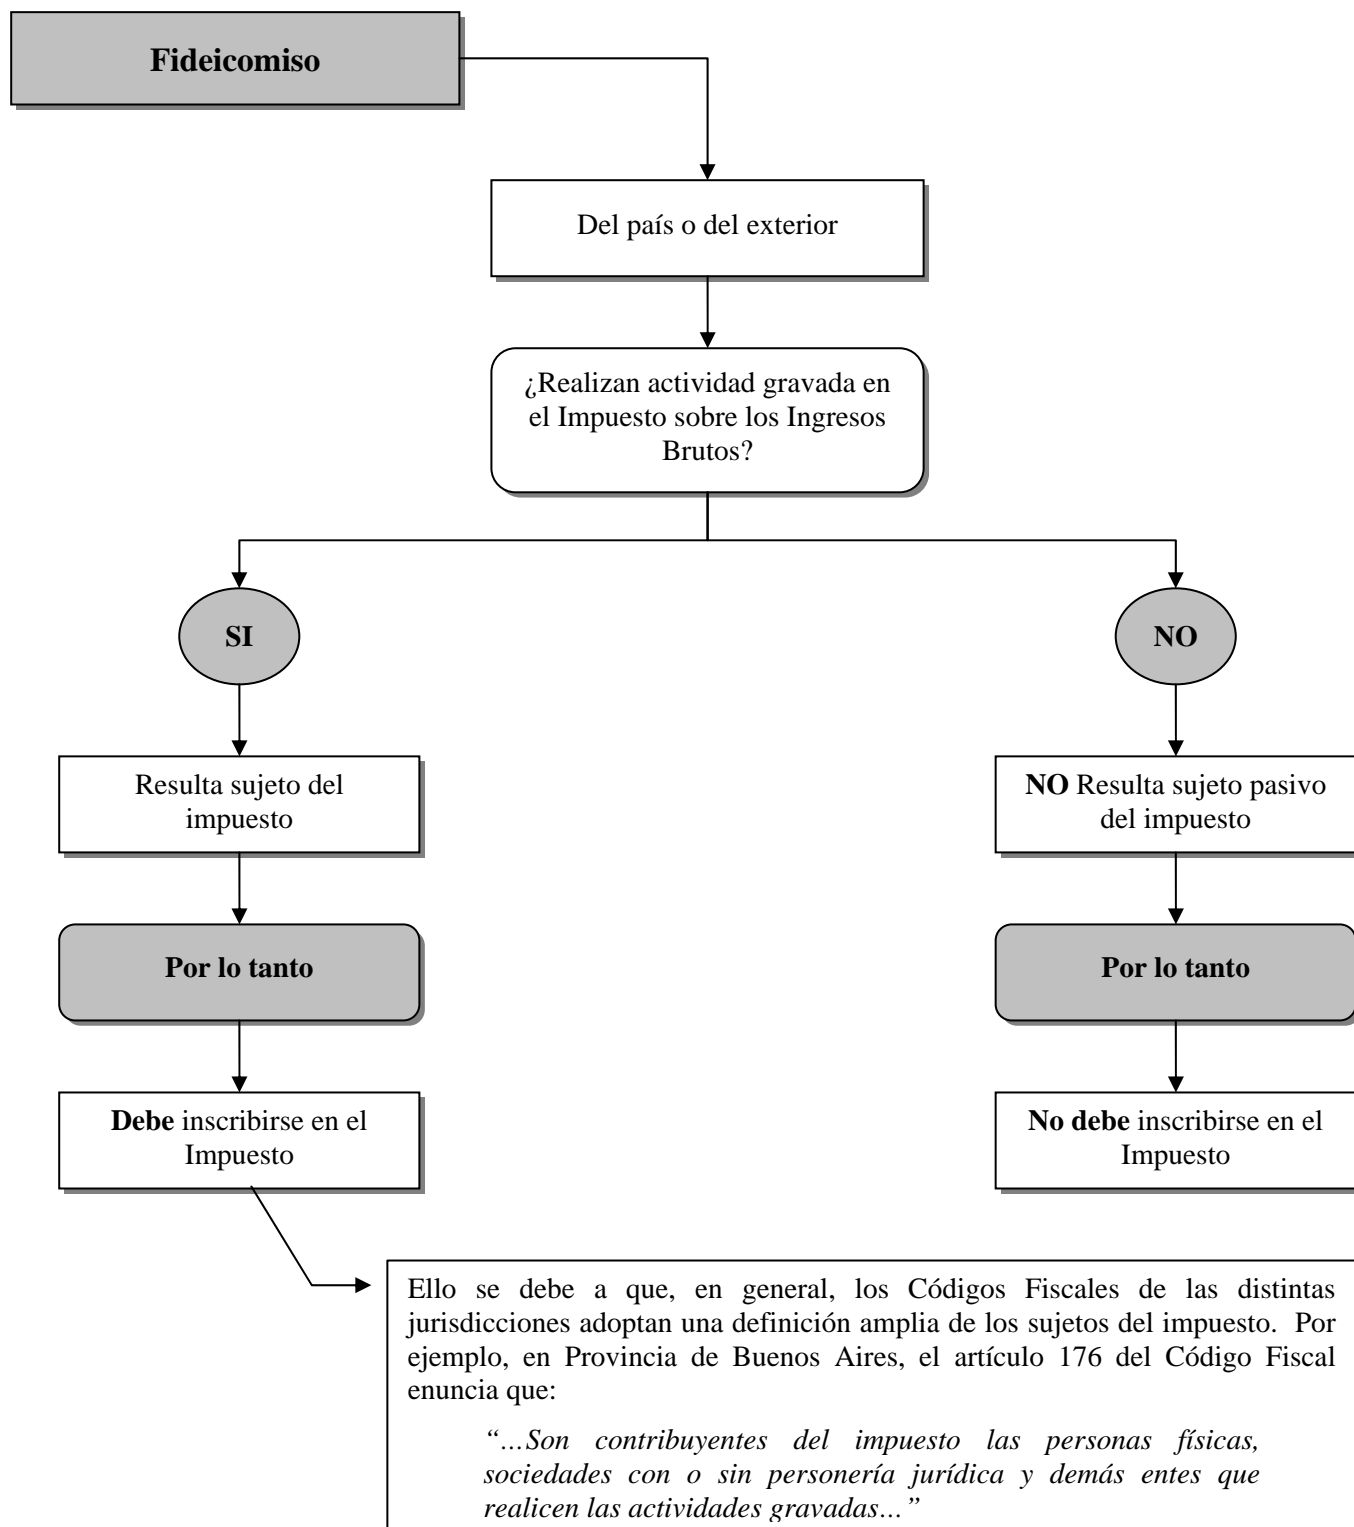 Fideicomiso
Del país o del exterior
¿Realizan actividad gravada en
el Impuesto sobre los Ingresos
Brutos?
SI
NO
Resulta sujeto del
impuesto
NO Resulta sujeto pasivo
del impuesto
Por lo tanto
Por lo tanto
Debe inscribirse en el
Impuesto
No debe inscribirse en el
Impuesto
Ello se debe a que, en general, los Códigos Fiscales de las distintas
jurisdicciones adoptan una definición amplia de los sujetos del impuesto. Por
ejemplo, en Provincia de Buenos Aires, el artículo 176 del Código Fiscal
enuncia que:
“…Son contribuyentes del impuesto las personas físicas,
sociedades con o sin personería jurídica y demás entes que
realicen las actividades gravadas…”